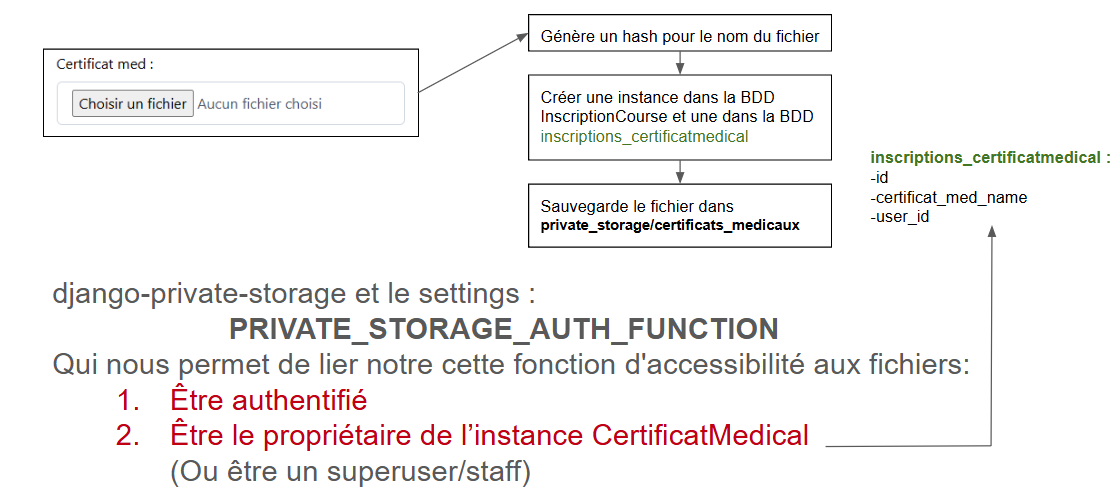 Certificat med :
Choisir un fichier Aucun fichier choisi
Génère un hash pour le nom du fichier
Créer une instance dans la BDD
InscriptionCourse et une dans la BDD
inscriptions_certificatmedical
Sauvegarde le fichier dans
private_storage/certificats_medicaux
inscriptions_certificatmedical :
-id
-certificat_med_name
-user_id
django-private-storage et le settings :
PRIVATE_STORAGE_AUTH_FUNCTION
Qui nous permet de lier notre cette fonction d'accessibilité aux fichiers:
1. Être authentifié
2. Être le propriétaire de l'instance CertificatMedical
(Ou être un superuser/staff)